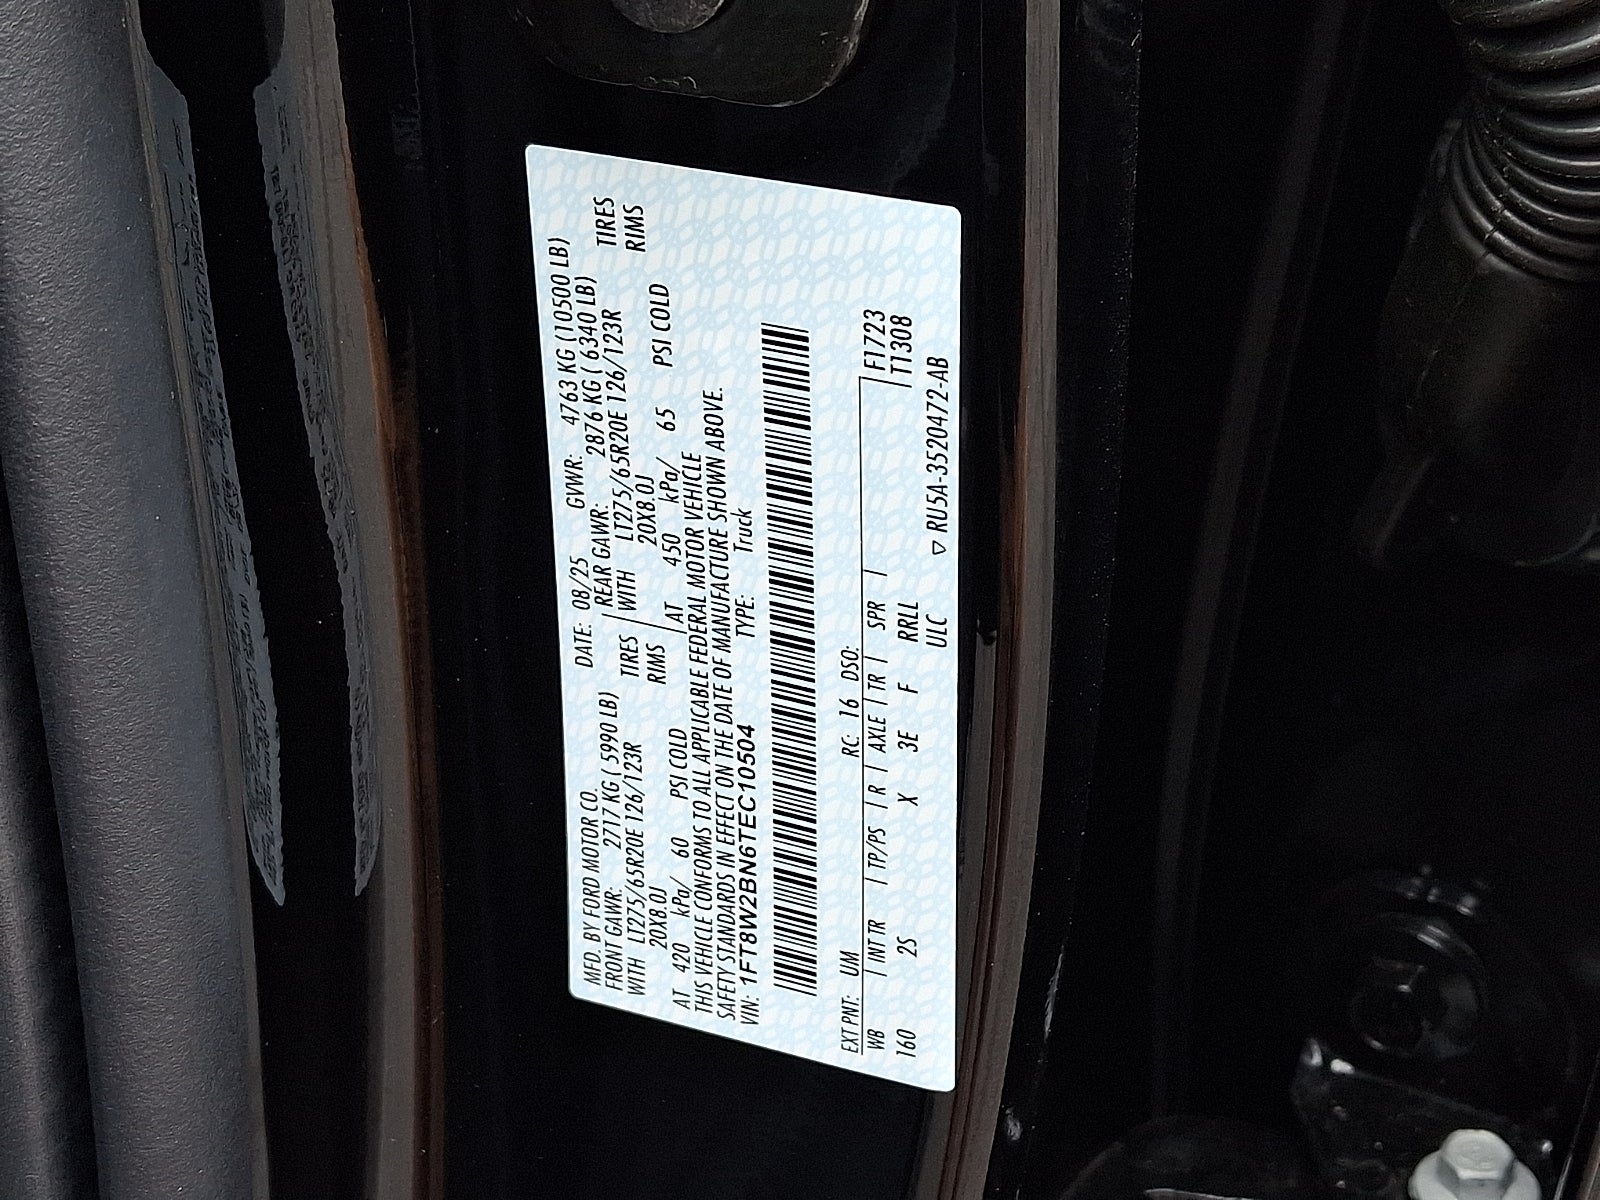 MFD. BY FORD MOTOR CO. DATE: 08/25 GVWR: 4763 KG (10500 LB)
FRONT GAWR: 2717 KG ( 5990 LB) REAR GAWR: 2876 KG ( 6340 LB)
WITH LT275/65R20E 126/123R TIRES WITH LT275/65R20E 126/123R TIRES
20X8.0J RIMS 20X8.0J RIMS
AT 420 kPa/ 60 PSI COLD AT 450 kPa/ 65 PSI COLD
THIS VEHICLE CONFORMS TO ALL APPLICABLE FEDERAL MOTOR VEHICLE
SAFETY STANDARDS IN EFFECT ON THE DATE OF MANUFACTURE SHOWN ABOVE.
VIN: 1FT8W2BN6TEC10504 TYPE: Truck
EXT PNT: UM RC: 16 DSO: F1723
WB | INT TR | TP/PS | R | AXLE | TR | SPR | T1308
160 2S X 3E F RRLL
ULC ▽ RU5A-3520472-AB